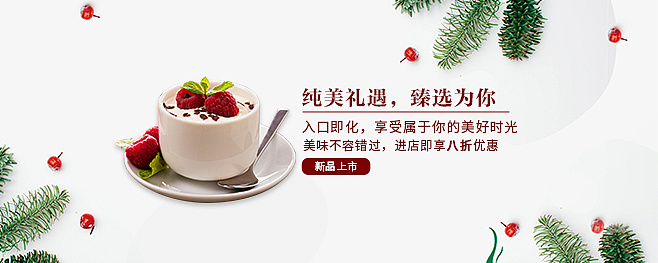 纯美礼遇，臻选为你
入口即化，享受属于你的美好时光
美味不容错过，进店即享八折优惠
新品上市